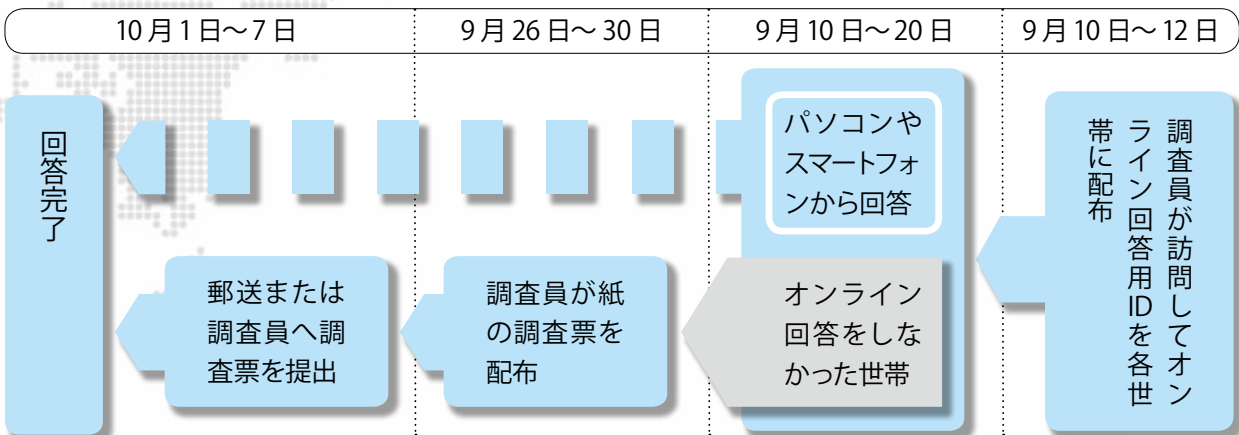 9月10日～12日
9月10日～20日
9月26日～30日
10月1日～7日
調査員が訪問してオン
ライン回答用IDを各世
帯に配布
パソコンや
スマートフォ
ンから回答
オンライン
回答をしな
かった世帯
調査員が紙
の調査票を
配布
郵送または
調査員へ調
査票を提出
回答完了